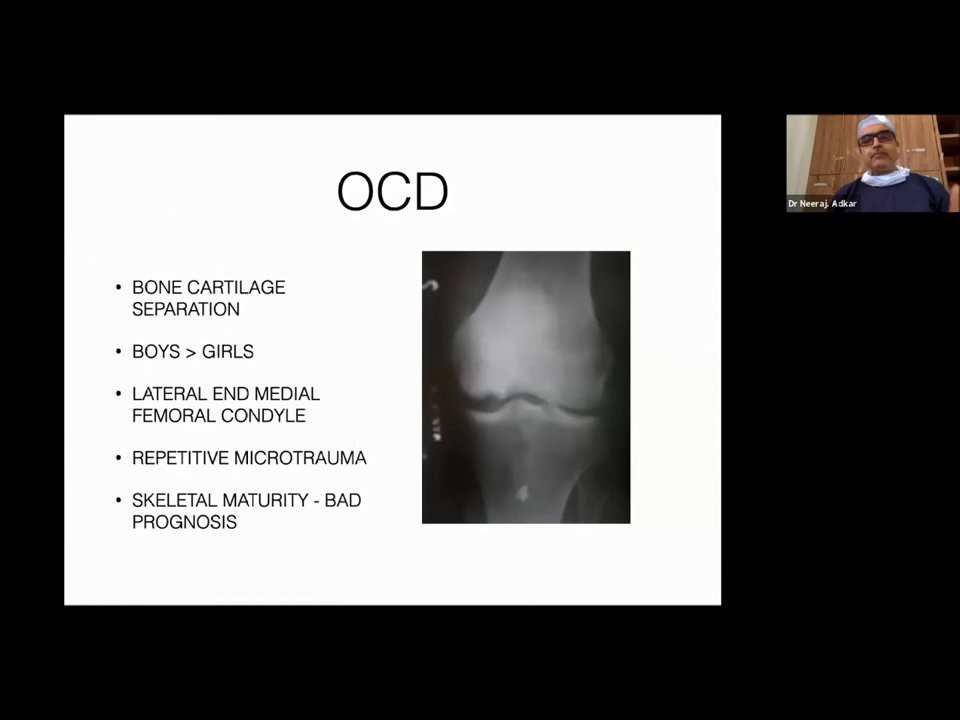 OCD
• BONE CARTILAGE
SEPARATION
• BOYS > GIRLS
• LATERAL END MEDIAL
FEMORAL CONDYLE
• REPETITIVE MICROTRAUMA
• SKELETAL MATURITY - BAD
PROGNOSIS
Dr Neeraj. Adkar